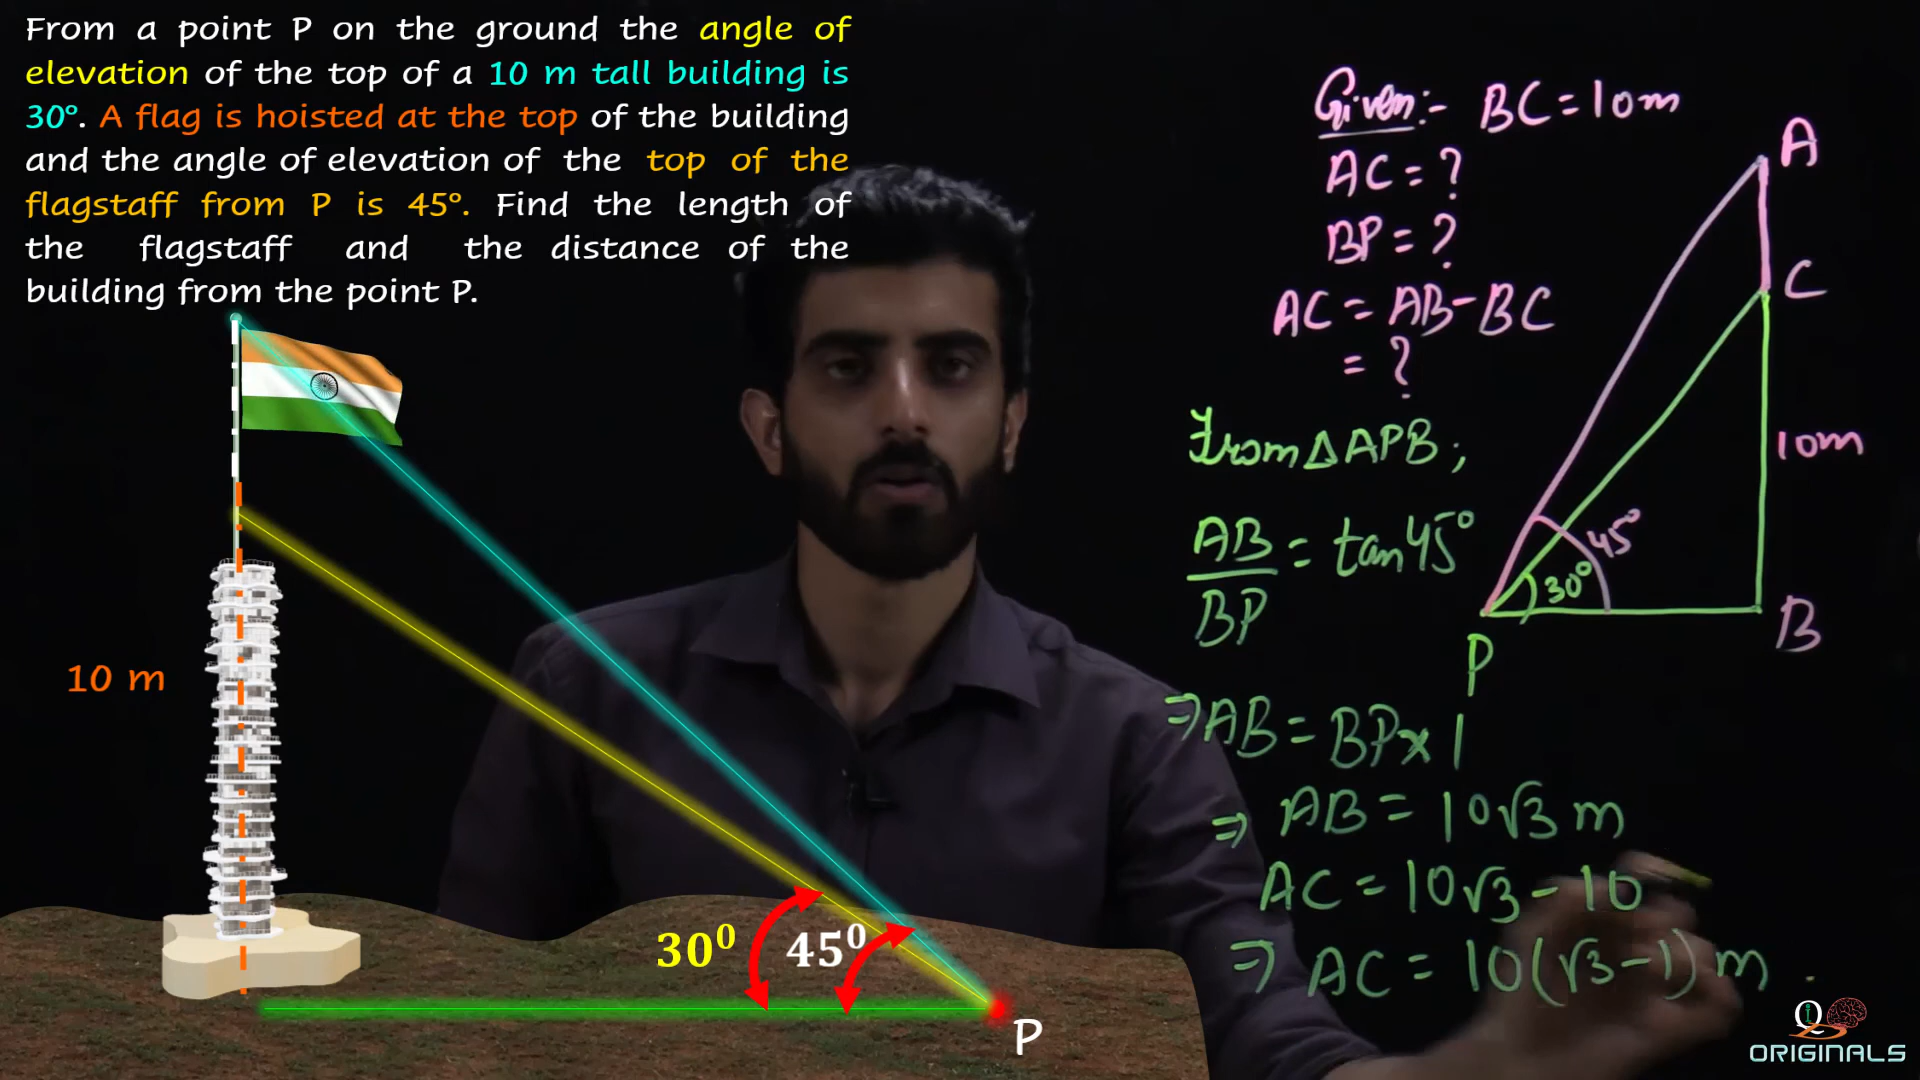 From a point P on the ground the angle of
elevation of the top of a 10 m tall building is
30°. A flag is hoisted at the top of the building
and the angle of elevation of the top of the
flagstaff from P is 45°. Find the length of
the flagstaff and the distance of the
building from the point P.
10 m
30⁰
45⁰
P
Given:- BC = 10m
AC = ?
BP = ?
AC = AB - BC
= ?
From △APB;
AB/BP = tan45°
⇒ AB = BP × 1
⇒ AB = 10√3 m
AC = 10√3 - 10
⇒ AC = 10(√3 - 1) m.
A
C
10m
45°
30°
B
P
Qi
ORIGINALS